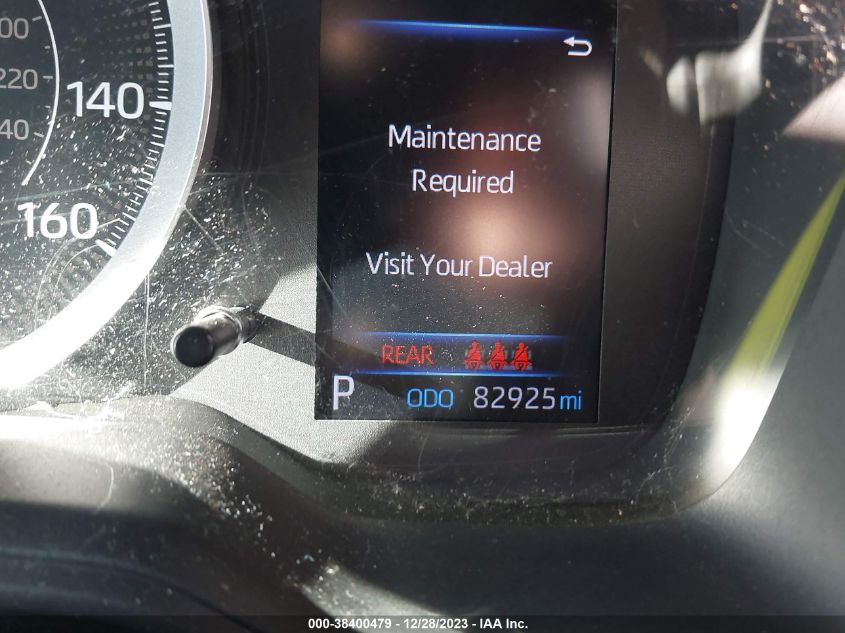 220
140
160
Maintenance
Required
Visit Your Dealer
REAR
P ODO 82925 mi
000-38400479 - 12/28/2023 - IAA Inc.